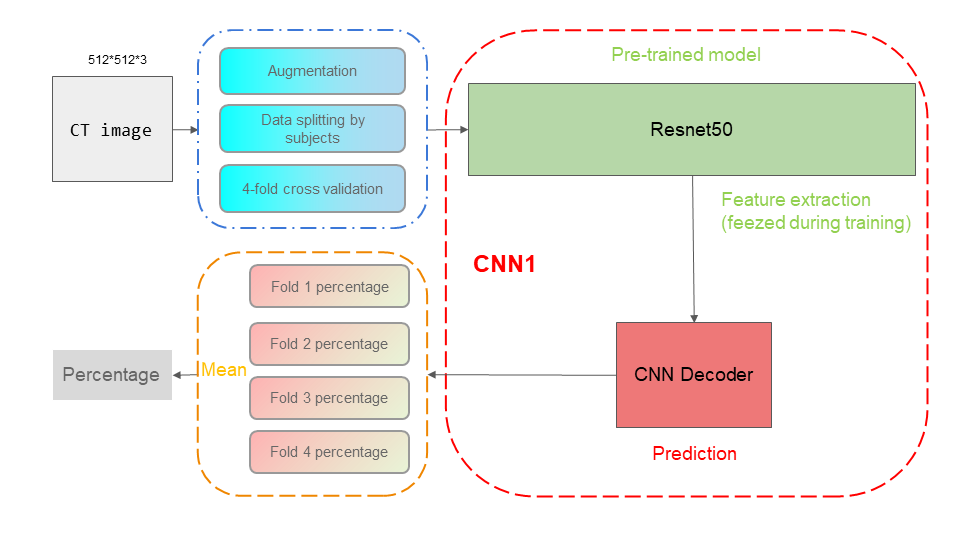 512*512*3
CT image
Augmentation
Data splitting by
subjects
4-fold cross validation
Pre-trained model
Resnet50
Feature extraction
(feezed during training)
CNN1
CNN Decoder
Prediction
Fold 1 percentage
Fold 2 percentage
Fold 3 percentage
Fold 4 percentage
Mean
Percentage